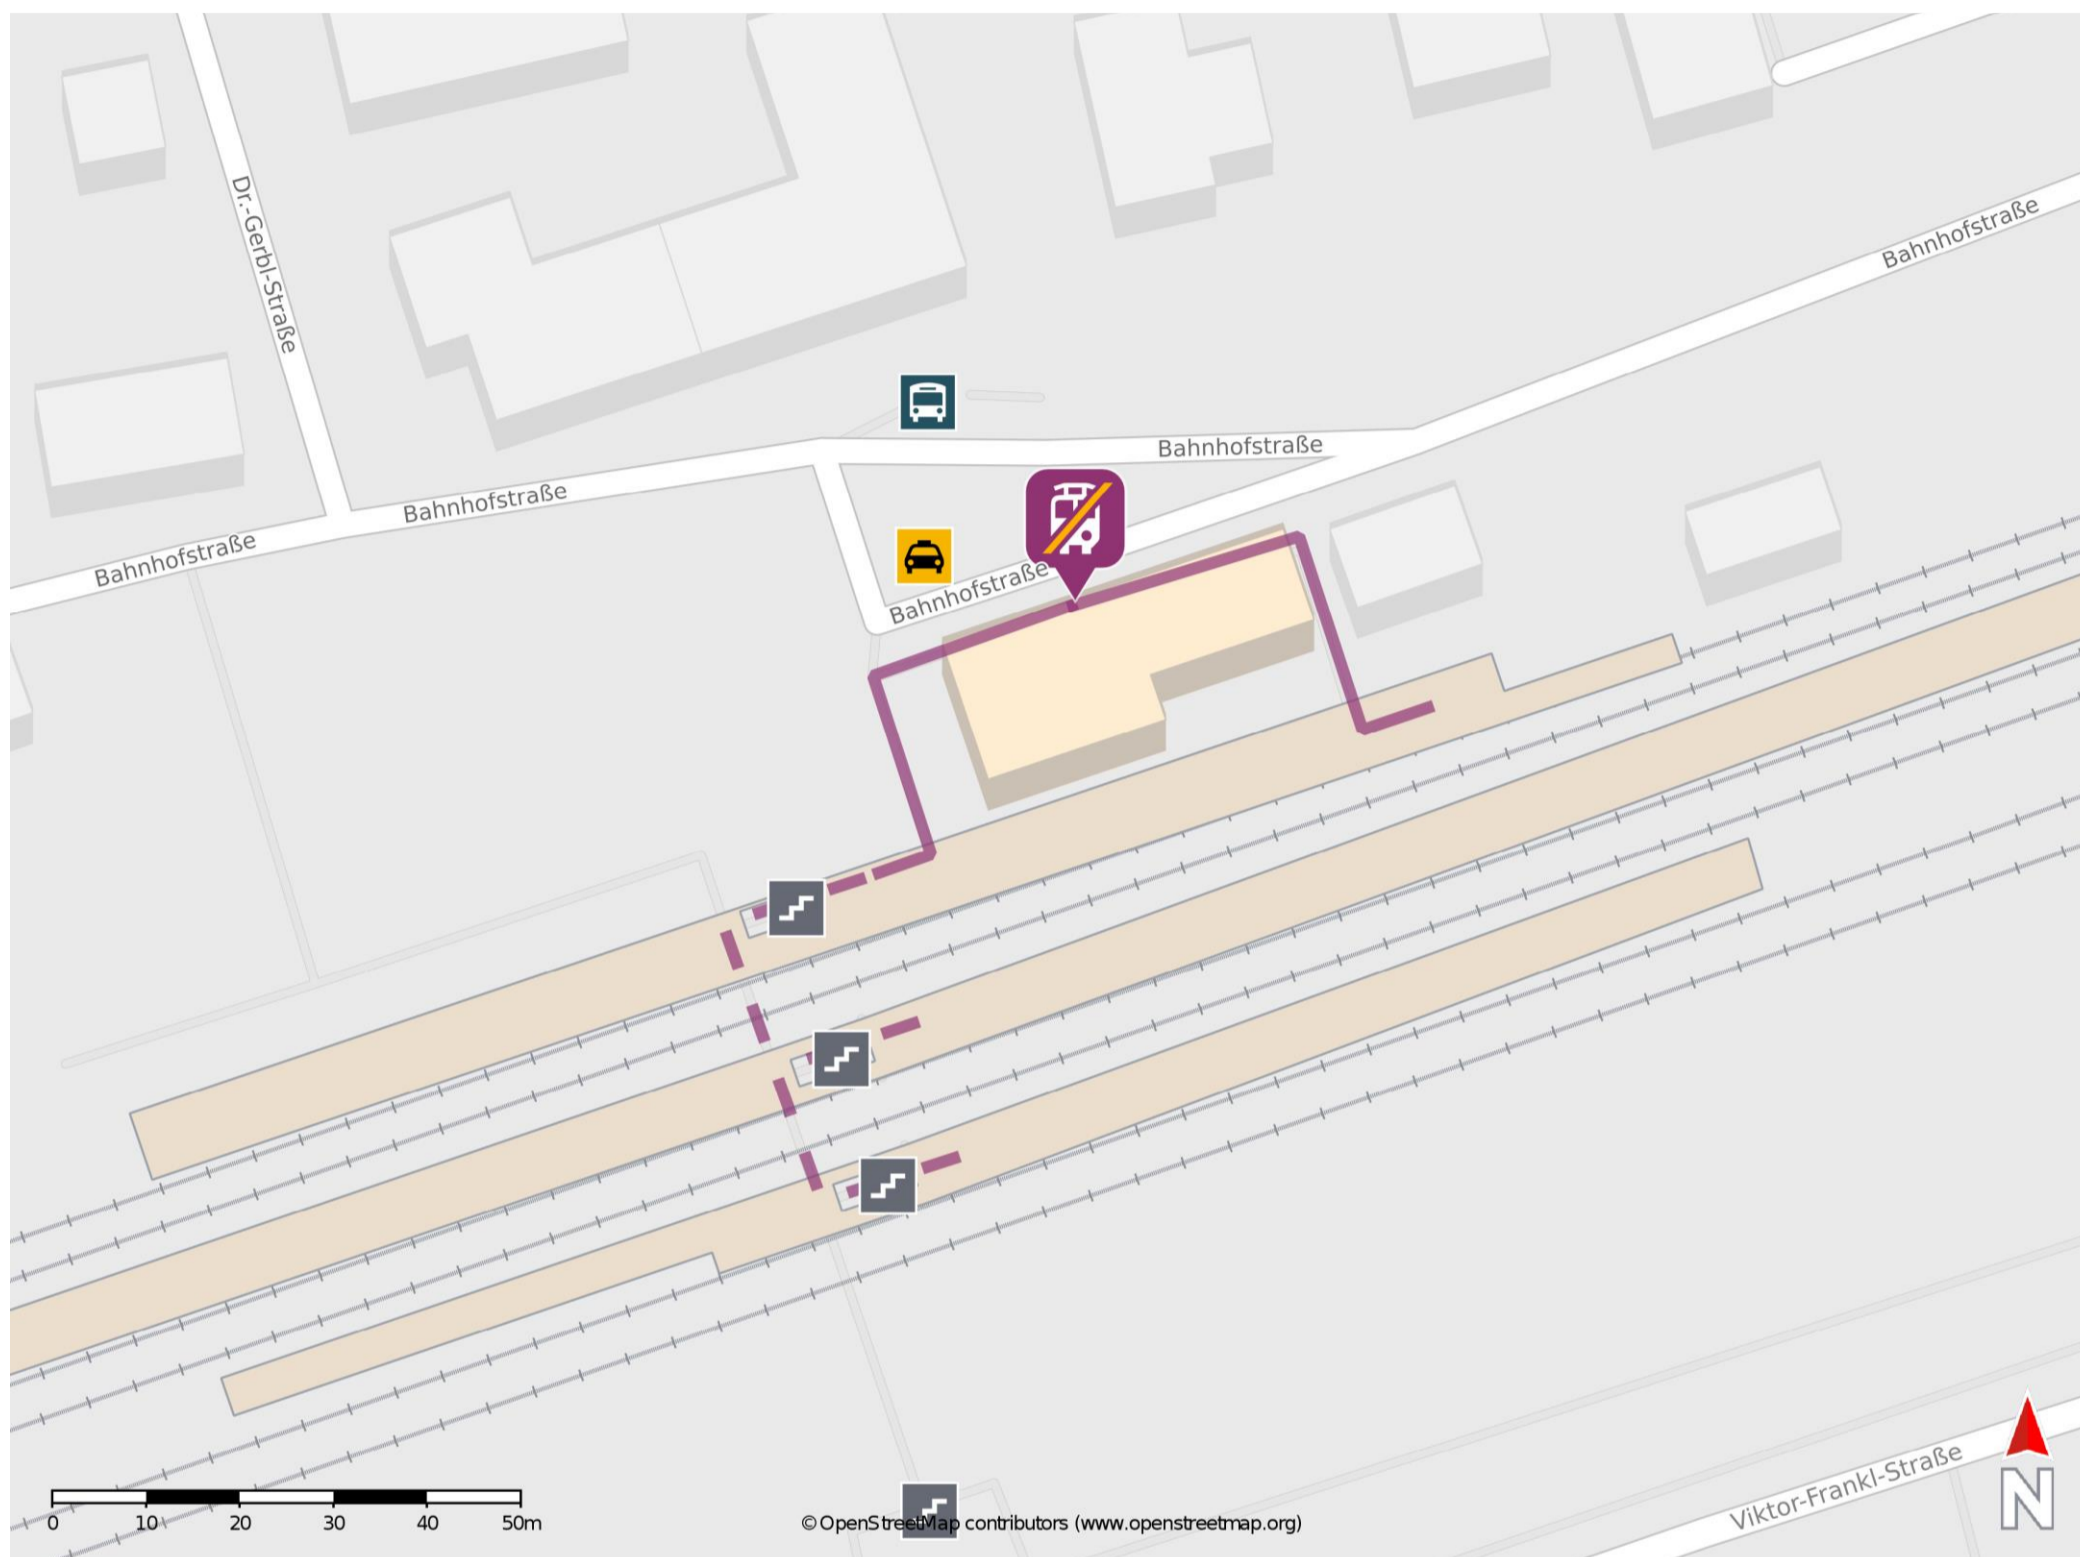 Dr.-Gerbl-Straße
Bahnhofstraße
Bahnhofstraße
Bahnhofstraße
Bahnhofstraße
Bahnhofstraße
Viktor-Frankl-Straße
N
0 10 20 30 40 50m
©OpenStreetMap contributors (www.openstreetmap.org)